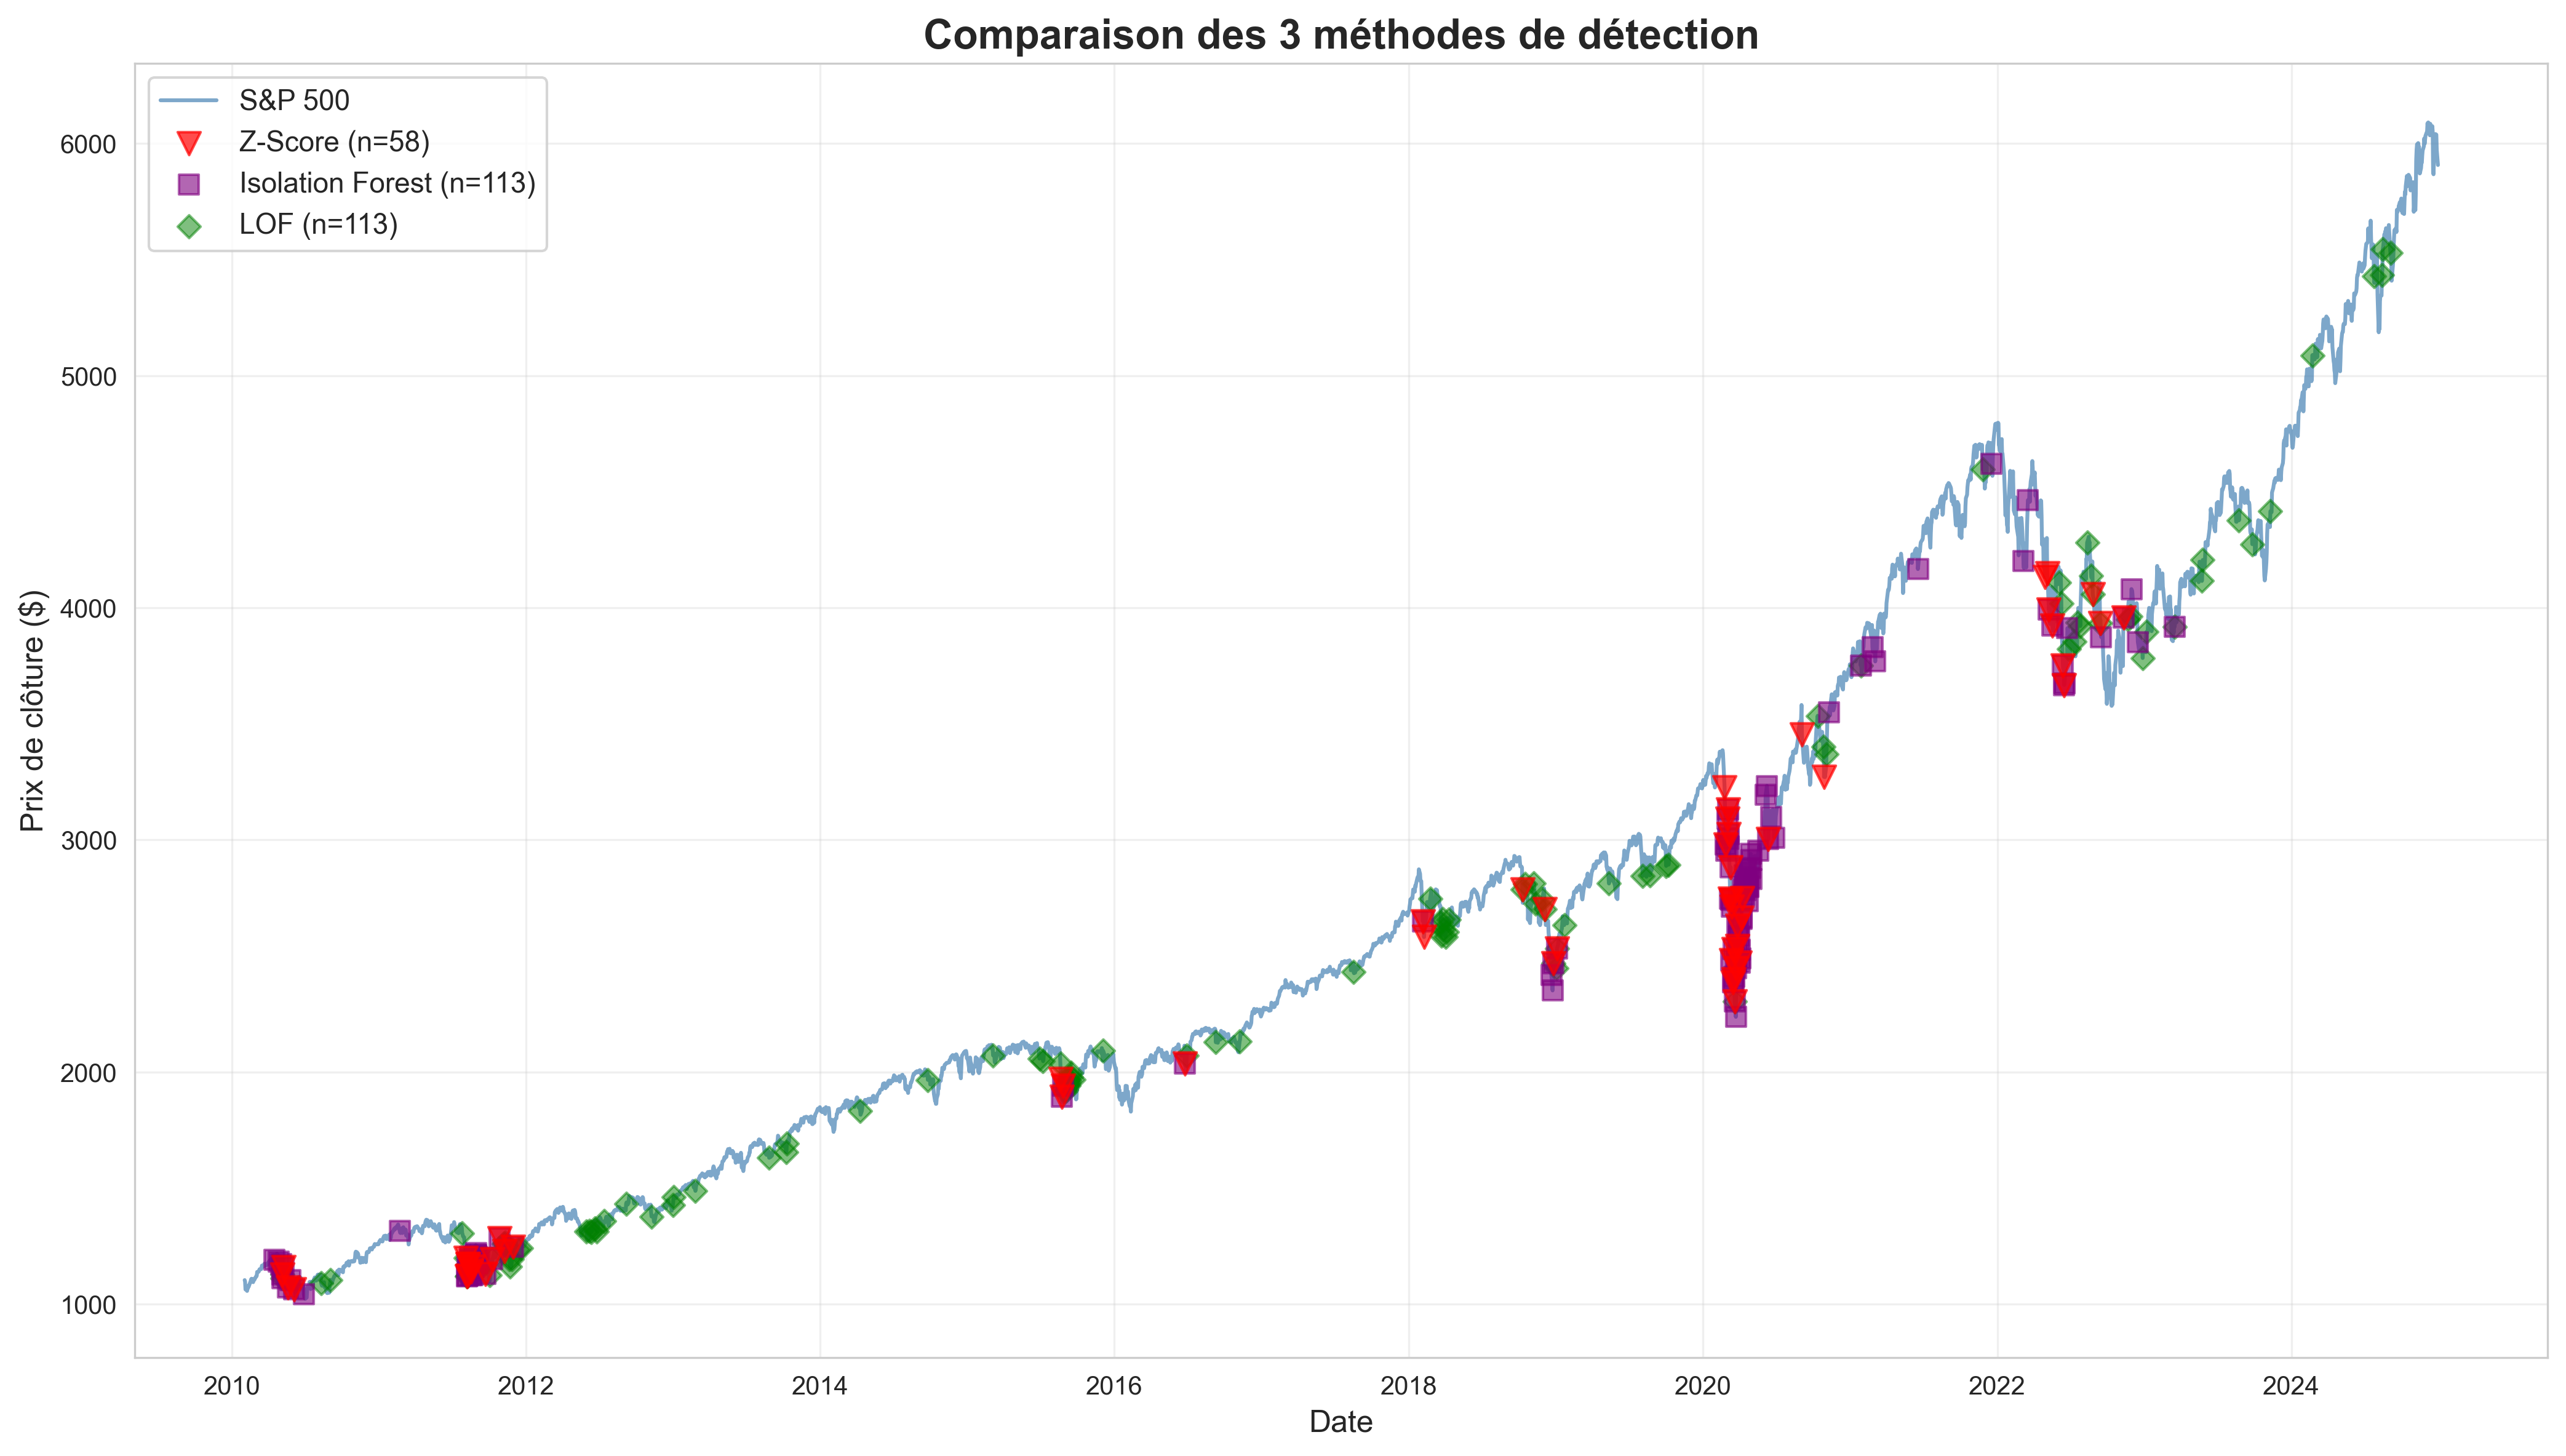 Comparaison des 3 méthodes de détection
S&P 500
Z-Score (n=58)
Isolation Forest (n=113)
LOF (n=113)
Prix de clôture ($)
6000
5000
4000
3000
2000
1000
2010
2012
2014
2016
2018
2020
2022
2024
Date